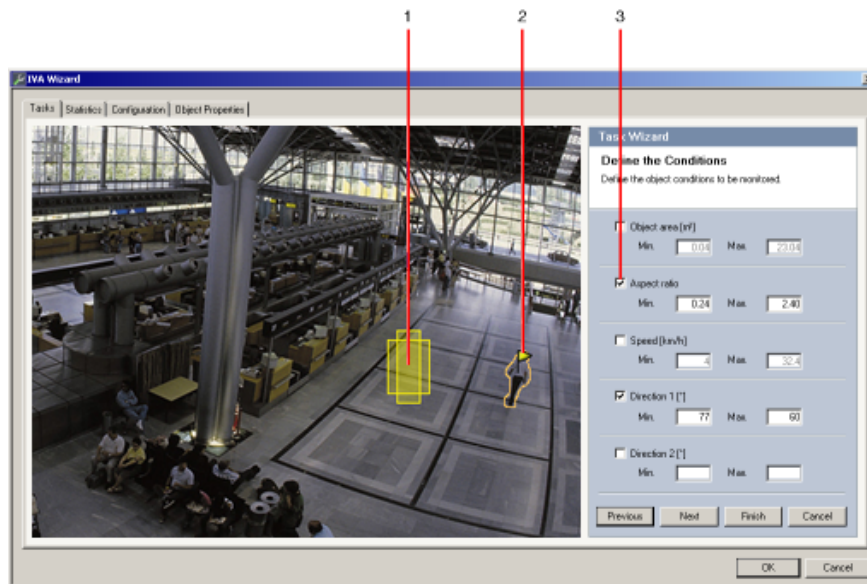 1 2 3
IVA Wizard
Tasks Statistics Configuration Object Properties
Task Wizard
Define the Conditions
Define the object conditions to be monitored.
Object area [m²]
Min. 0.04 Max. 23.04
Aspect ratio
Min. 0.24 Max. 2.40
Speed [km/h]
Min. 4 Max. 32.4
Direction 1 [°]
Min. 77 Max. 60
Direction 2 [°]
Min. Max.
Previous Next Finish Cancel
OK Cancel